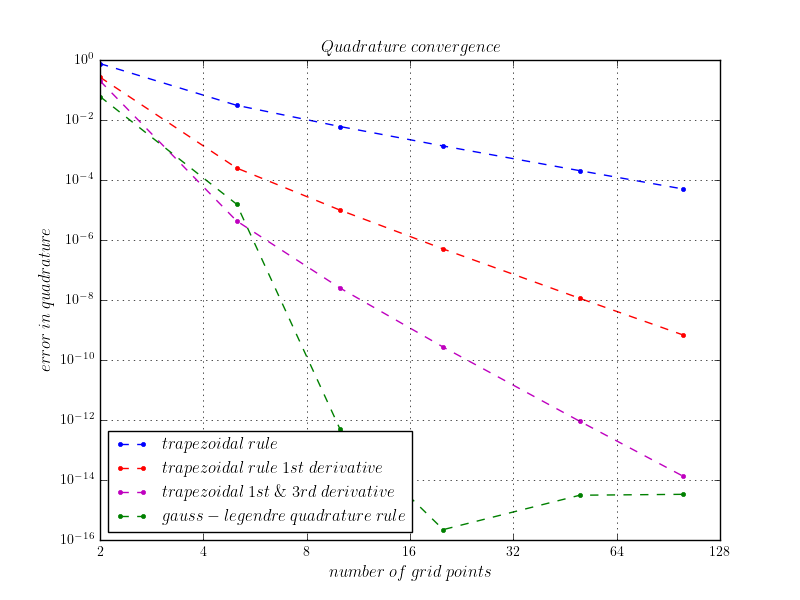 Quadrature convergence
10^0
10^−2
10^−4
10^−6
10^−8
10^−10
10^−12
10^−14
10^−16
error in quadrature
trapezoidal rule
trapezoidal rule 1st derivative
trapezoidal 1st & 3rd derivative
gauss − legendre quadrature rule
2 4 8 16 32 64 128
number of grid points